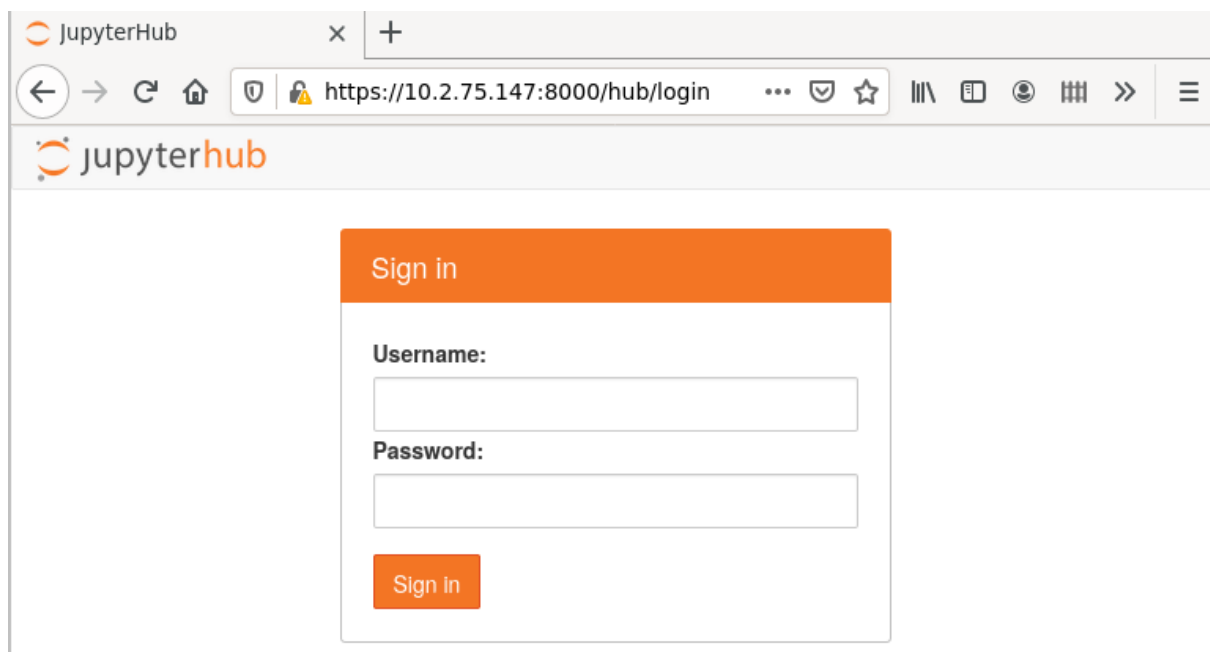 JupyterHub
https://10.2.75.147:8000/hub/login
jupyterhub
Sign in
Username:
Password:
Sign in